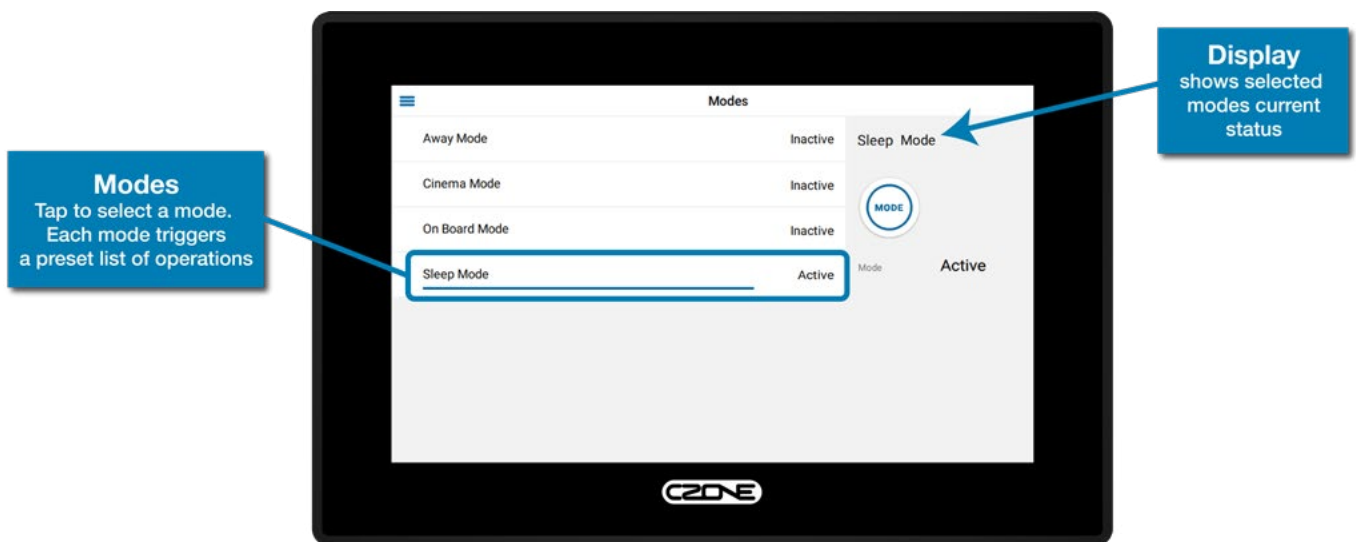 Display
shows selected
modes current
status
Modes
Away Mode Inactive
Sleep Mode
Cinema Mode Inactive
MODE
On Board Mode Inactive
Sleep Mode Active
Mode Active
Modes
Tap to select a mode.
Each mode triggers
a preset list of operations
CZONE